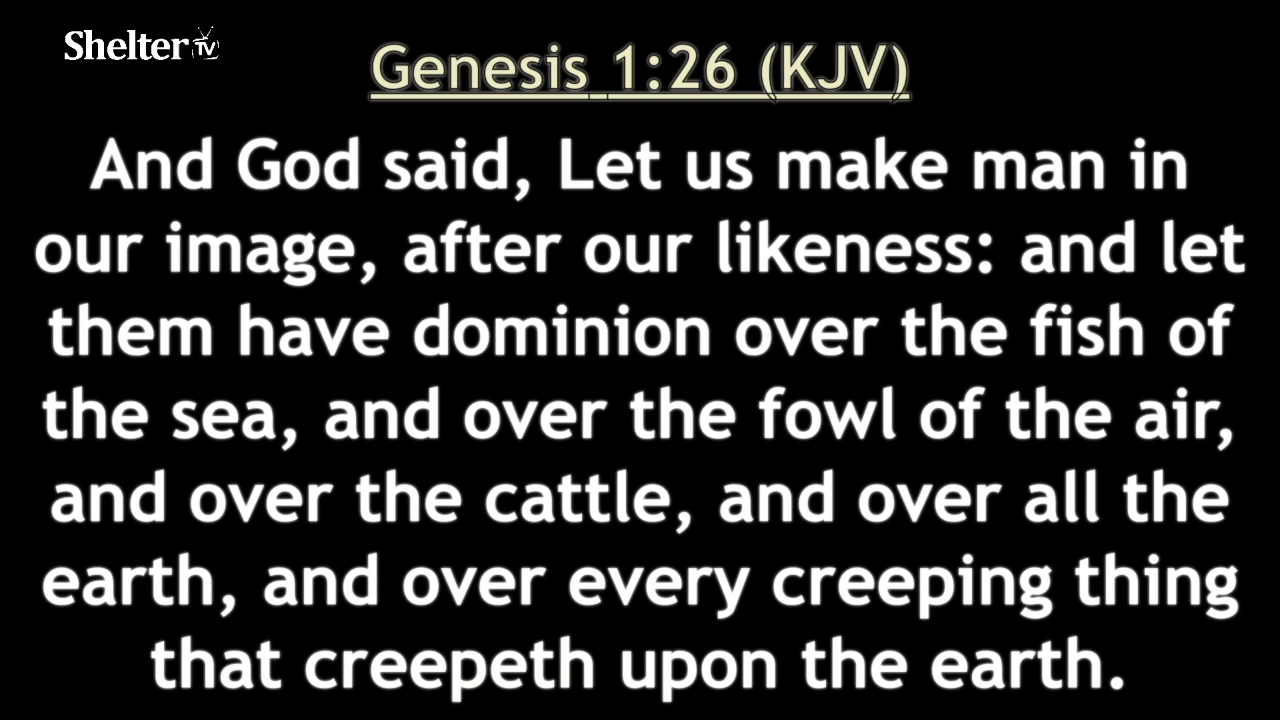 Shelter TV
Genesis 1:26 (KJV)
And God said, Let us make man in
our image, after our likeness: and let
them have dominion over the fish of
the sea, and over the fowl of the air,
and over the cattle, and over all the
earth, and over every creeping thing
that creepeth upon the earth.